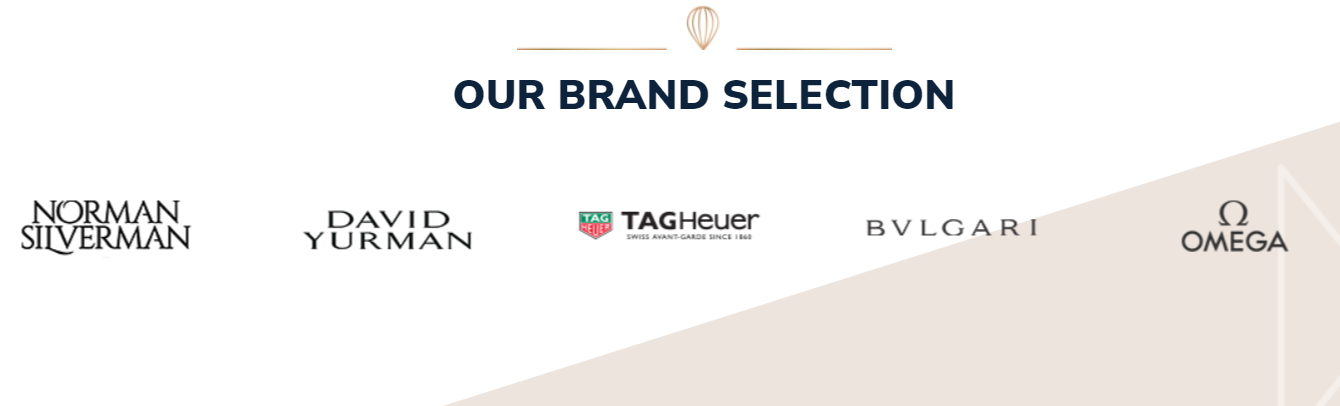 OUR BRAND SELECTION
NORMAN
SILVERMAN
DAVID
YURMAN
TAG
HEUER
TAGHeuer
SWISS AVANT-GARDE SINCE 1860
BVLGARI
Ω
OMEGA